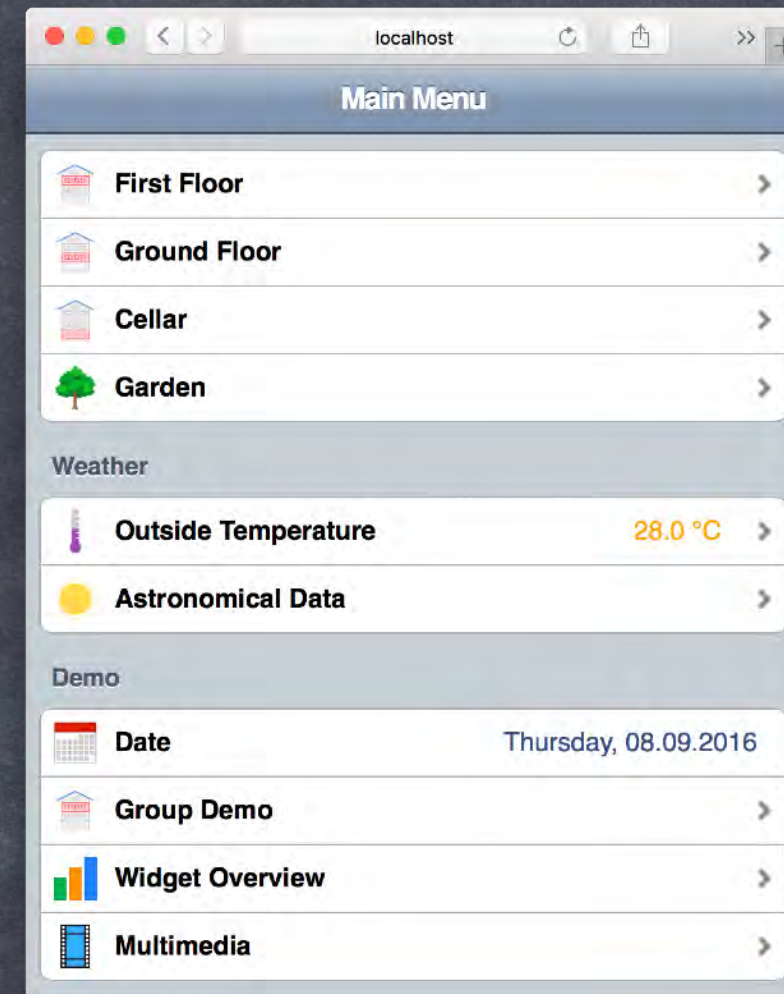 localhost
Main Menu
First Floor
Ground Floor
Cellar
Garden
Weather
Outside Temperature 28.0 °C
Astronomical Data
Demo
Date Thursday, 08.09.2016
Group Demo
Widget Overview
Multimedia